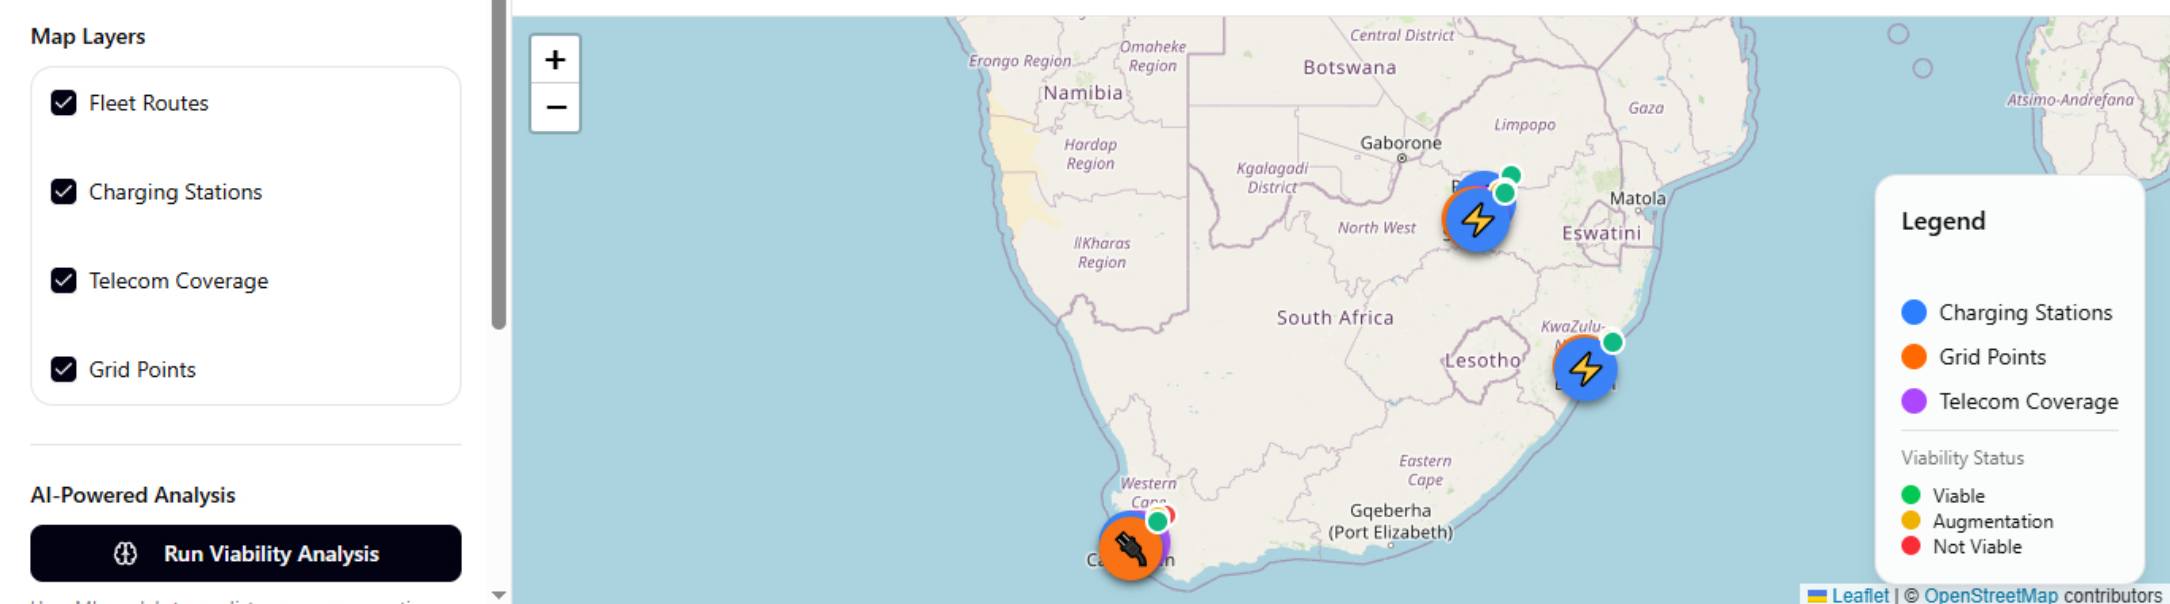 Map Layers
Fleet Routes
Charging Stations
Telecom Coverage
Grid Points
AI-Powered Analysis
Run Viability Analysis
+
−
Erongo Region
Omaheke
Region
Central District
Botswana
Namibia
Hardap
Region
Kgalagadi
District
Gaborone
Limpopo
Gaza
Atsimo-Andrefana
Matola
Eswatini
North West
IlKharas
Region
South Africa
KwaZulu-
Lesotho
Western
Cape
Eastern
Cape
Gqeberha
(Port Elizabeth)
Legend
Charging Stations
Grid Points
Telecom Coverage
Viability Status
Viable
Augmentation
Not Viable
Leaflet | © OpenStreetMap contributors